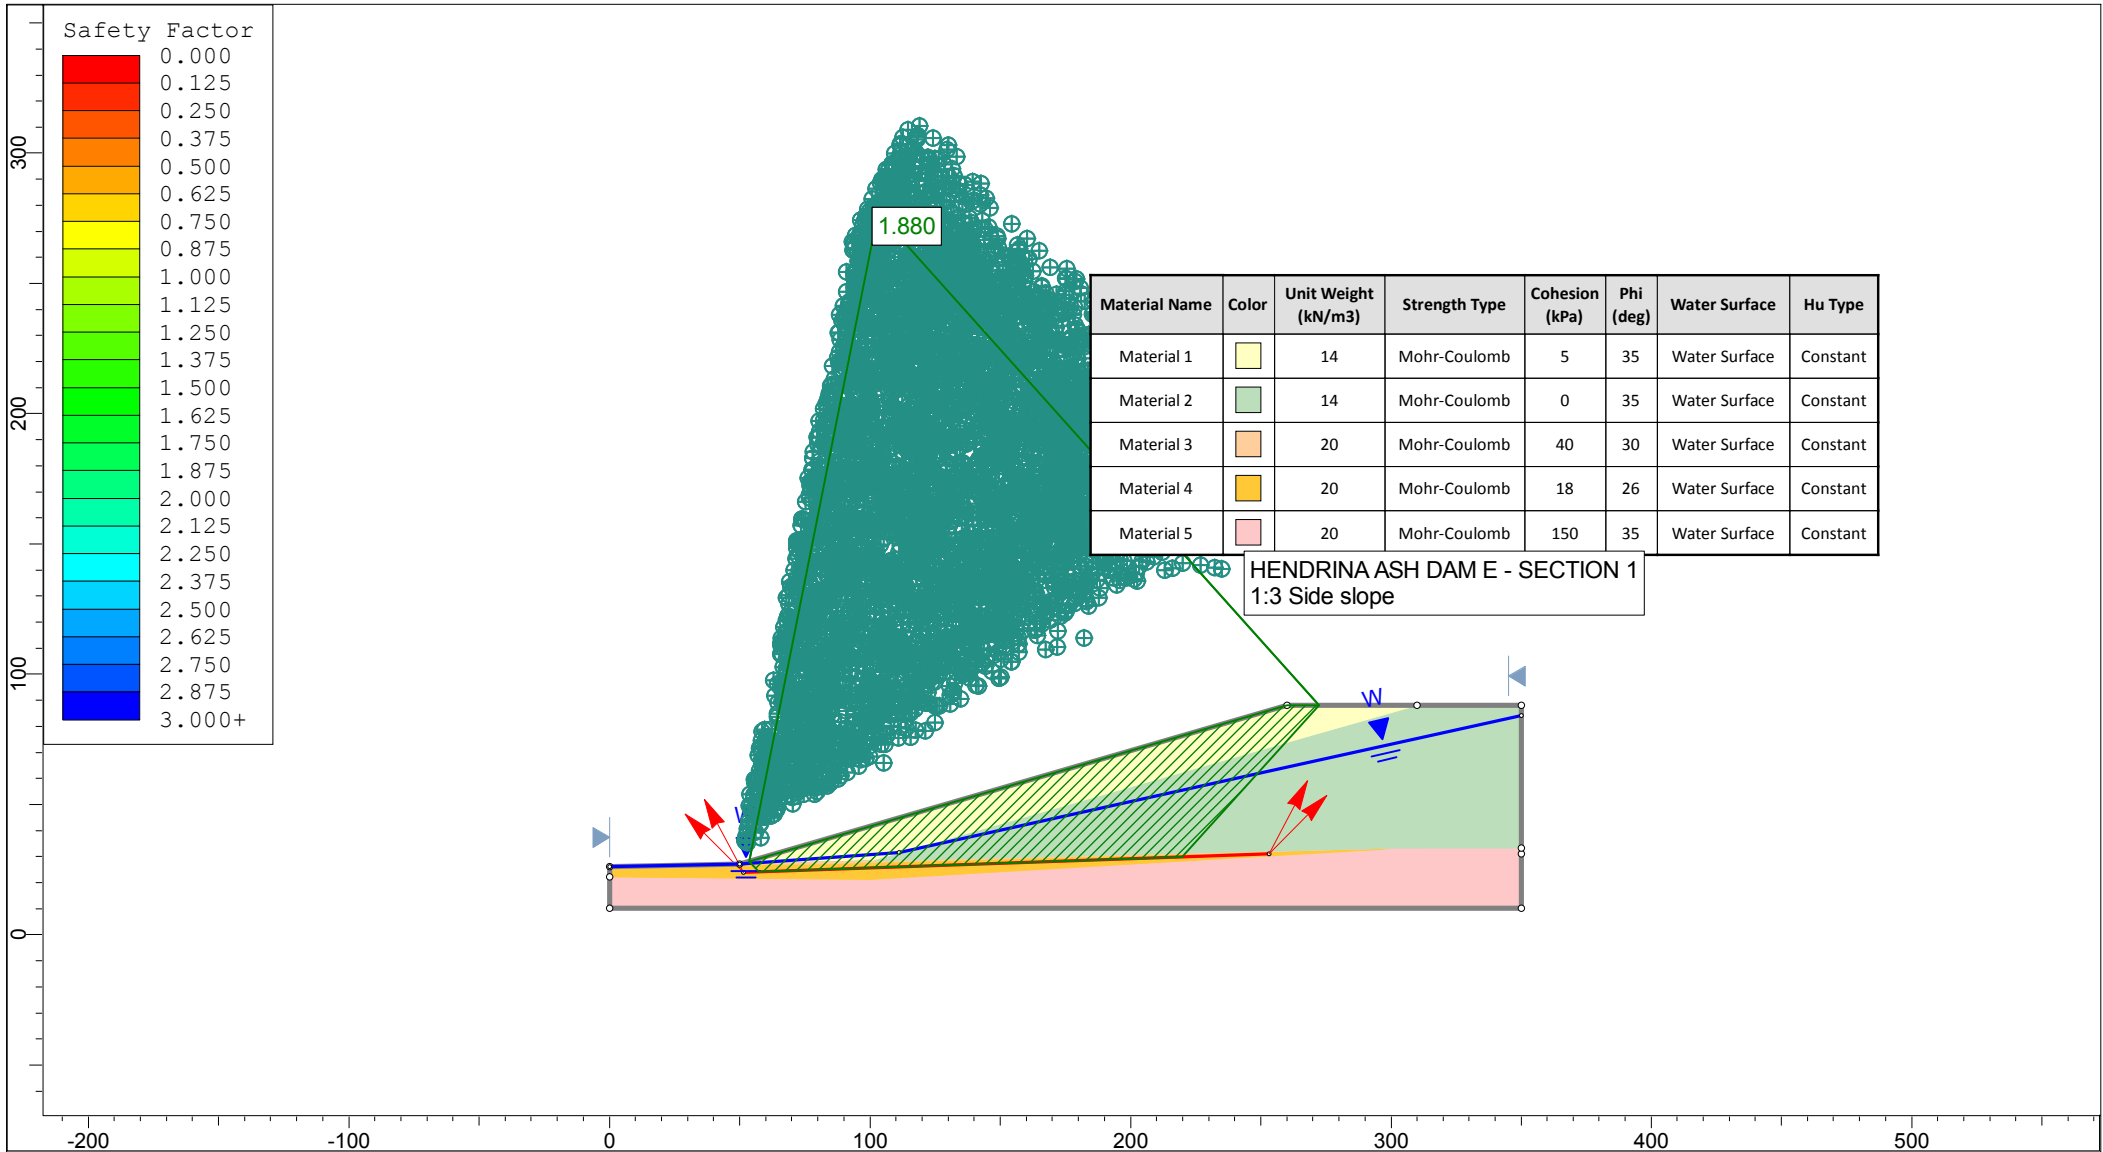 Safety Factor
0.000
0.125
0.250
0.375
0.500
0.625
0.750
0.875
1.000
1.125
1.250
1.375
1.500
1.625
1.750
1.875
2.000
2.125
2.250
2.375
2.500
2.625
2.750
2.875
3.000+
300
200
100
0
1.880
Material Name Color Unit Weight (kN/m3) Strength Type Cohesion (kPa) Phi (deg) Water Surface Hu Type
Material 1 14 Mohr-Coulomb 5 35 Water Surface Constant
Material 2 14 Mohr-Coulomb 0 35 Water Surface Constant
Material 3 20 Mohr-Coulomb 40 30 Water Surface Constant
Material 4 20 Mohr-Coulomb 18 26 Water Surface Constant
Material 5 20 Mohr-Coulomb 150 35 Water Surface Constant
HENDRINA ASH DAM E - SECTION 1
1:3 Side slope
W
-200 -100 0 100 200 300 400 500